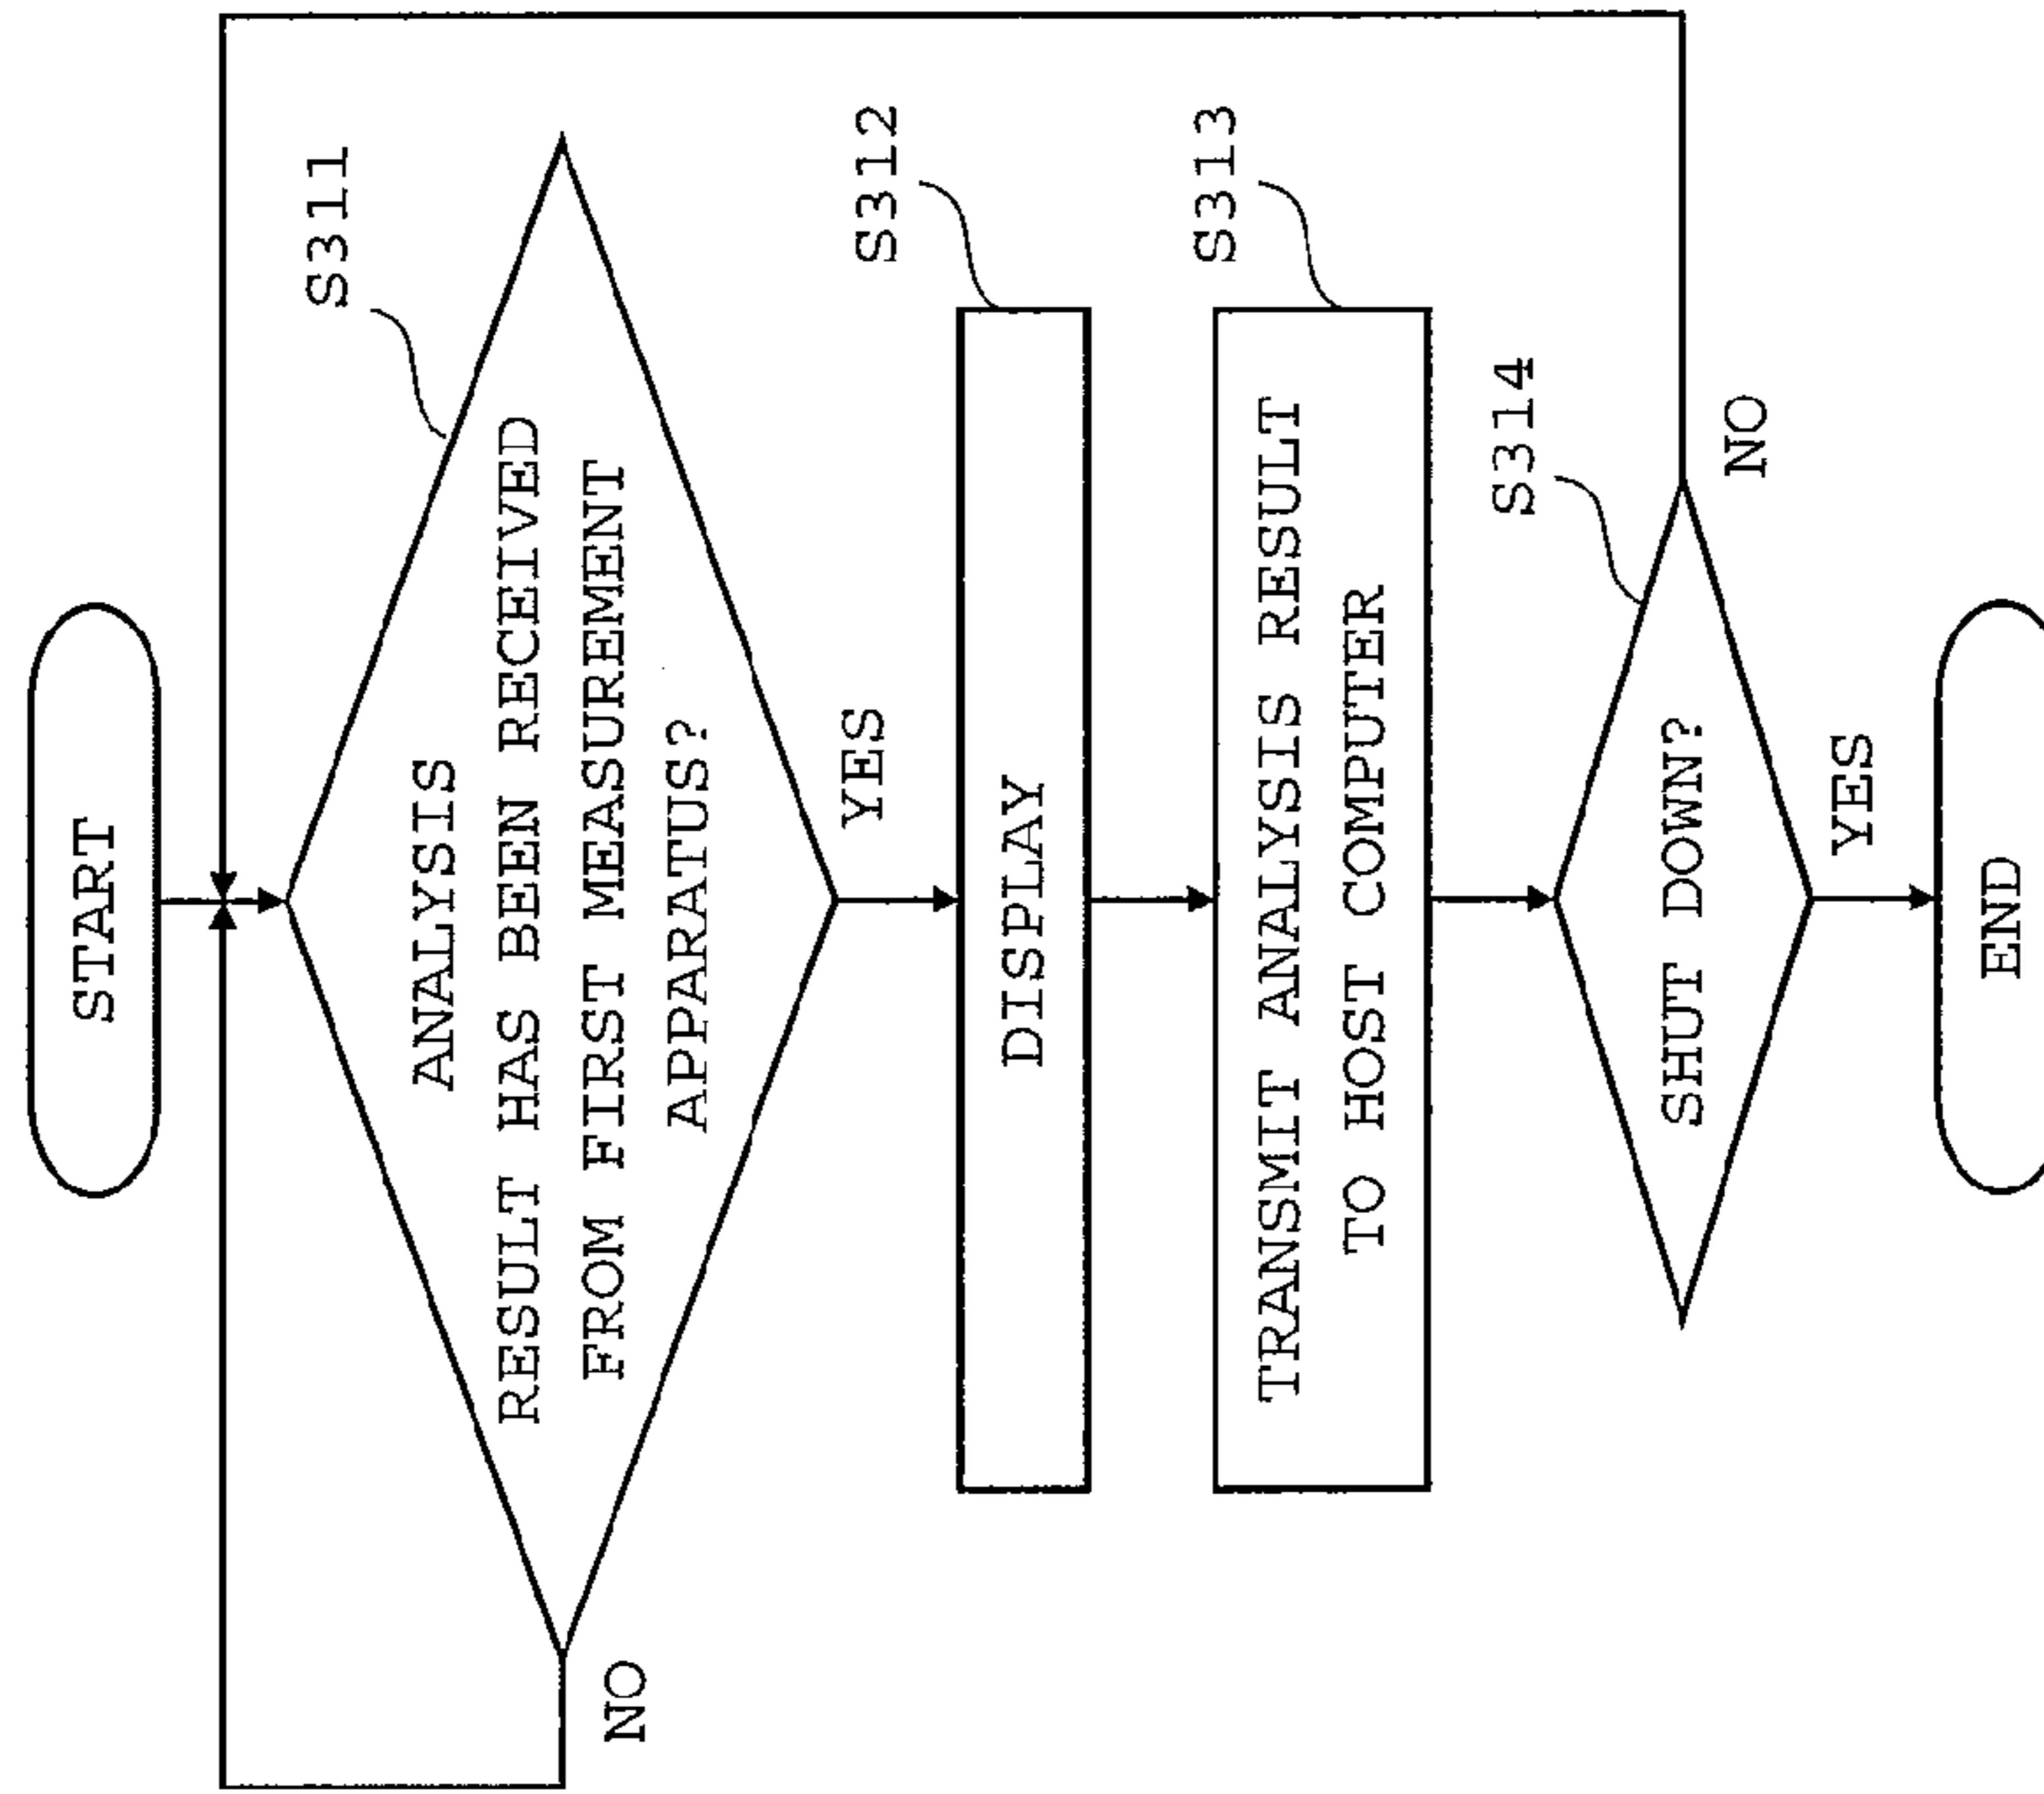 START
S311
ANALYSIS
RESULT HAS BEEN RECEIVED
FROM FIRST MEASUREMENT
APPARATUS?
NO
YES
S312
DISPLAY
S313
TRANSMIT ANALYSIS RESULT
TO HOST COMPUTER
S314
SHUT DOWN?
NO
YES
END